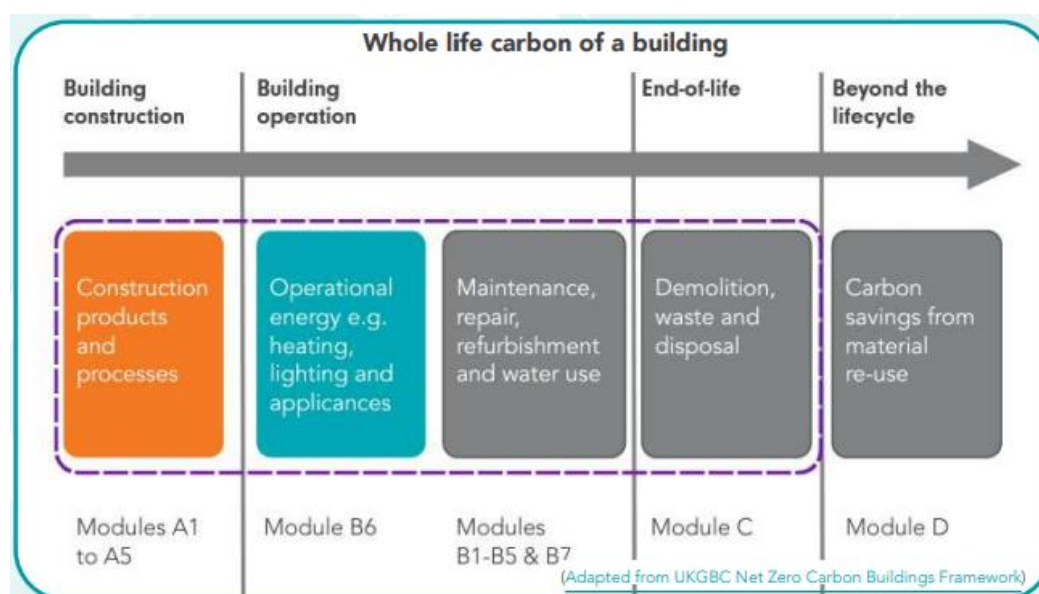 Whole life carbon of a building
Building
construction
Building
operation
End-of-life
Beyond the
lifecycle
Construction
products
and
processes
Operational
energy e.g.
heating,
lighting and
applicances
Maintenance,
repair,
refurbishment
and water use
Demolition,
waste and
disposal
Carbon
savings from
material
re-use
Modules A1
to A5
Module B6
Modules
B1-B5 & B7
Module C
Module D
(Adapted from UKGBC Net Zero Carbon Buildings Framework)